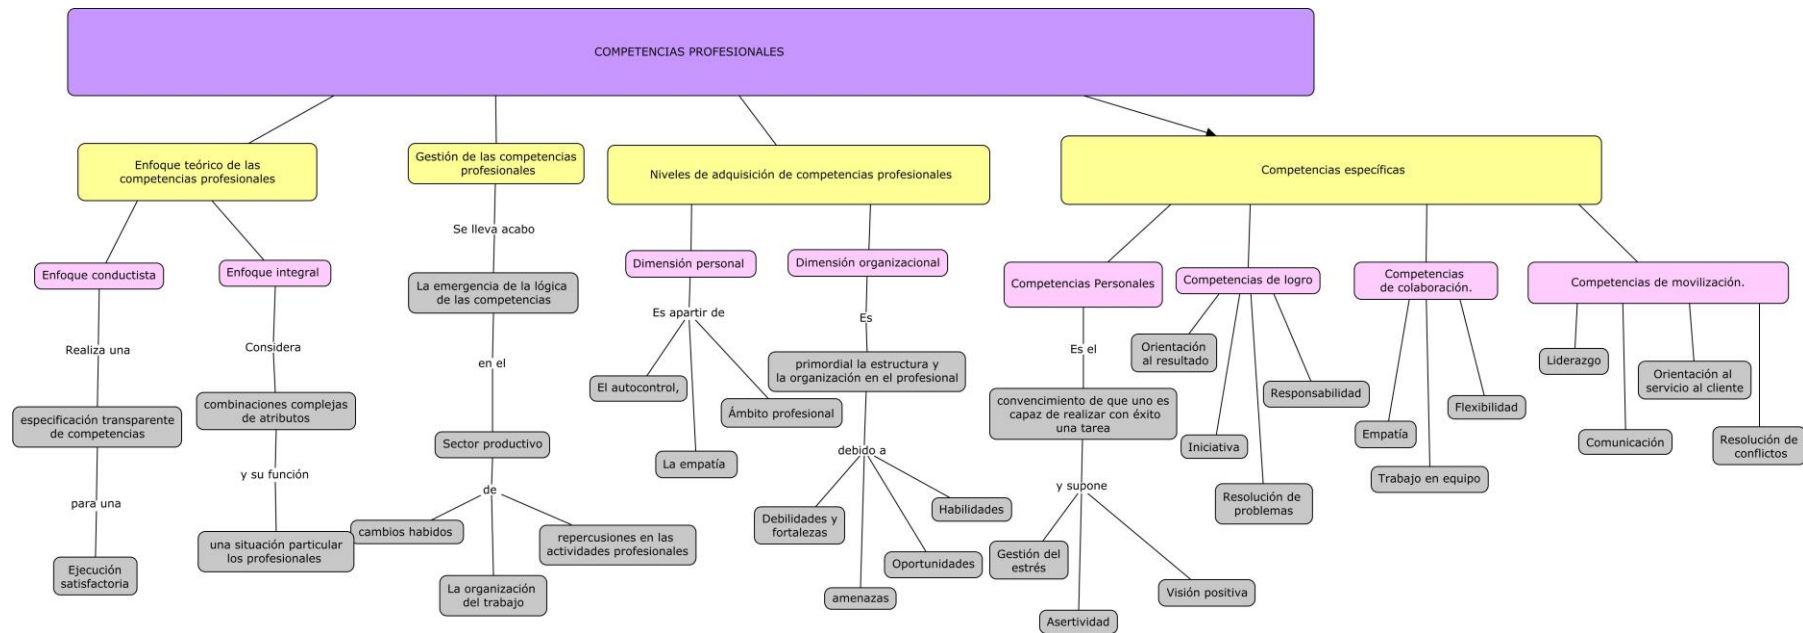 COMPETENCIAS PROFESIONALES
Enfoque teórico de las
competencias profesionales
Gestión de las competencias
profesionales
Niveles de adquisición de competencias profesionales
Competencias específicas
Se lleva acabo
Enfoque conductista
Enfoque integral
Dimensión personal
Dimensión organizacional
Competencias Personales
Competencias de logro
Competencias
de colaboración.
Competencias de movilización.
La emergencia de la lógica
de las competencias
Es apartir de
Es
Realiza una
Considera
en el
Es el
Orientación
al resultado
Liderazgo
primordial la estructura y
la organización en el profesional
El autocontrol,
Orientación al
servicio al cliente
Responsabilidad
especificación transparente
de competencias
combinaciones complejas
de atributos
Ámbito profesional
convencimiento de que uno es
capaz de realizar con éxito
una tarea
Flexibilidad
Sector productivo
La empatía
debido a
Iniciativa
Empatía
Comunicación
Resolución de
conflictos
y su función
Trabajo en equipo
para una
de
y supone
Resolución de
problemas
Habilidades
Debilidades y
fortalezas
cambios habidos
repercusiones en las
actividades profesionales
una situación particular
los profesionales
Oportunidades
Gestión del
estrés
Ejecución
satisfactoria
La organización
del trabajo
amenazas
Visión positiva
Asertividad